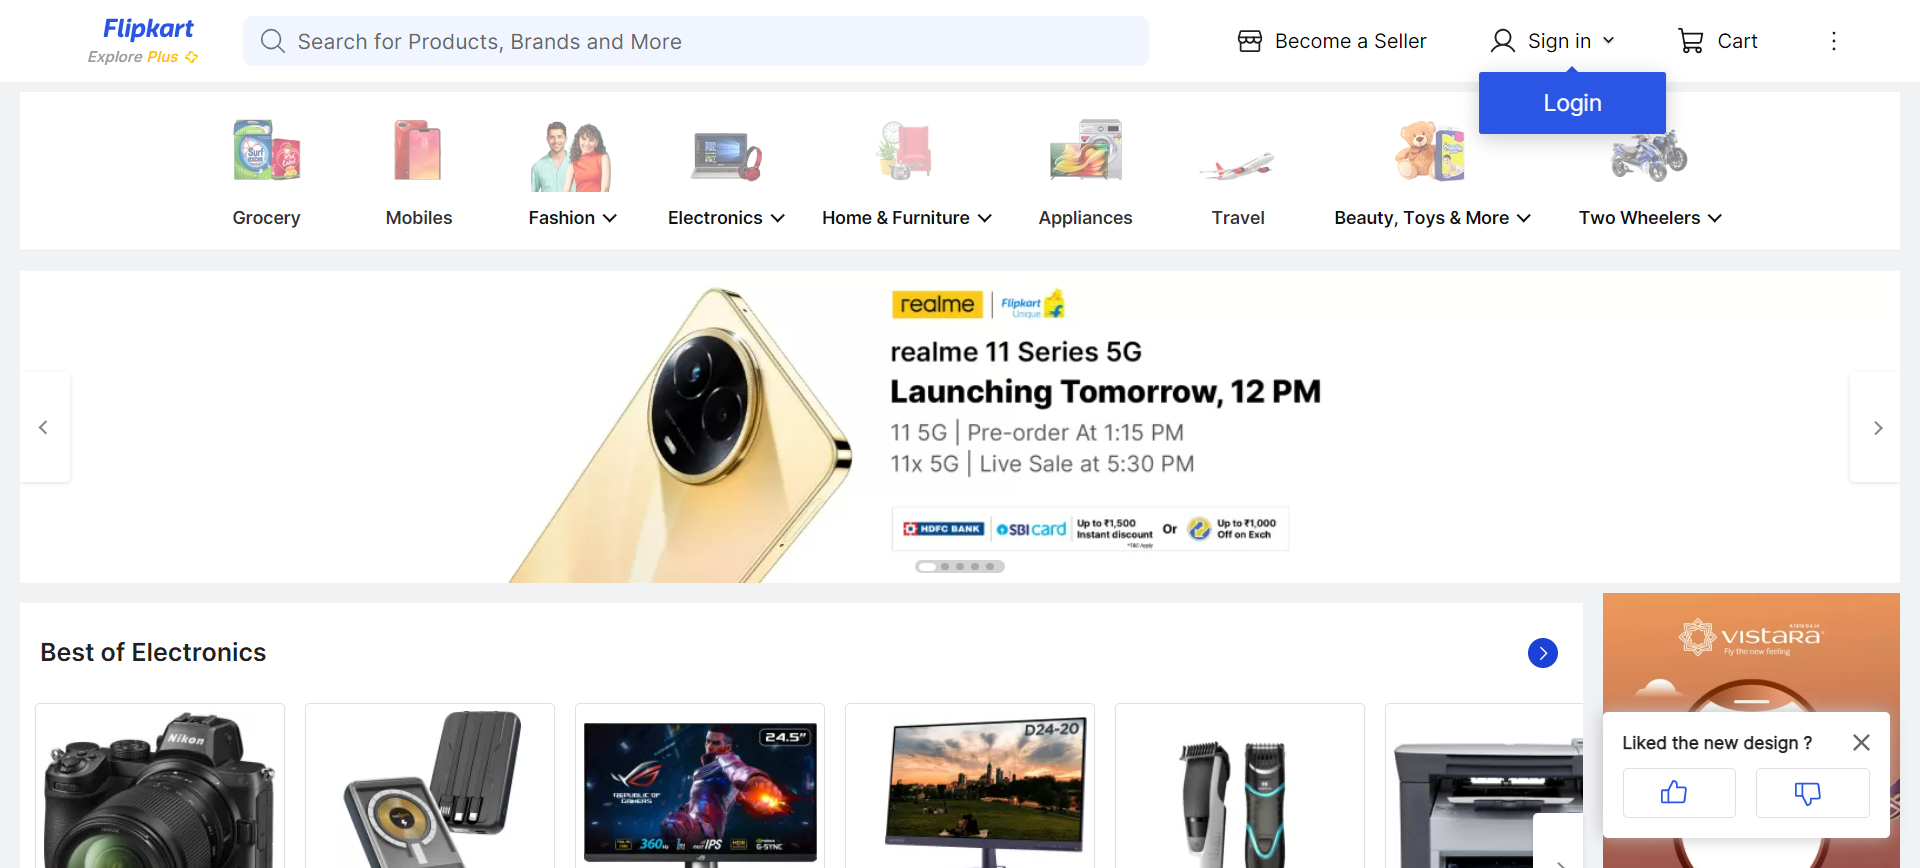 Flipkart
Explore Plus
Search for Products, Brands and More
Become a Seller
Sign in
Cart
Login
Grocery
Mobiles
Fashion
Electronics
Home & Furniture
Appliances
Travel
Beauty, Toys & More
Two Wheelers
realme
Flipkart
Unique
realme 11 Series 5G
Launching Tomorrow, 12 PM
11 5G | Pre-order At 1:15 PM
11x 5G | Live Sale at 5:30 PM
HDFC BANK
SBI card
Up to ₹1,500
Instant discount
*T&C Apply
Or
Up to ₹1,000
Off on Exch
Best of Electronics
VISTARA
Fly the new feeling
Nikon
24.5"
REPUBLIC OF
GAMERS
360Hz
IPS
HDR
G-SYNC
D24-20
Liked the new design ?
Surf
excel